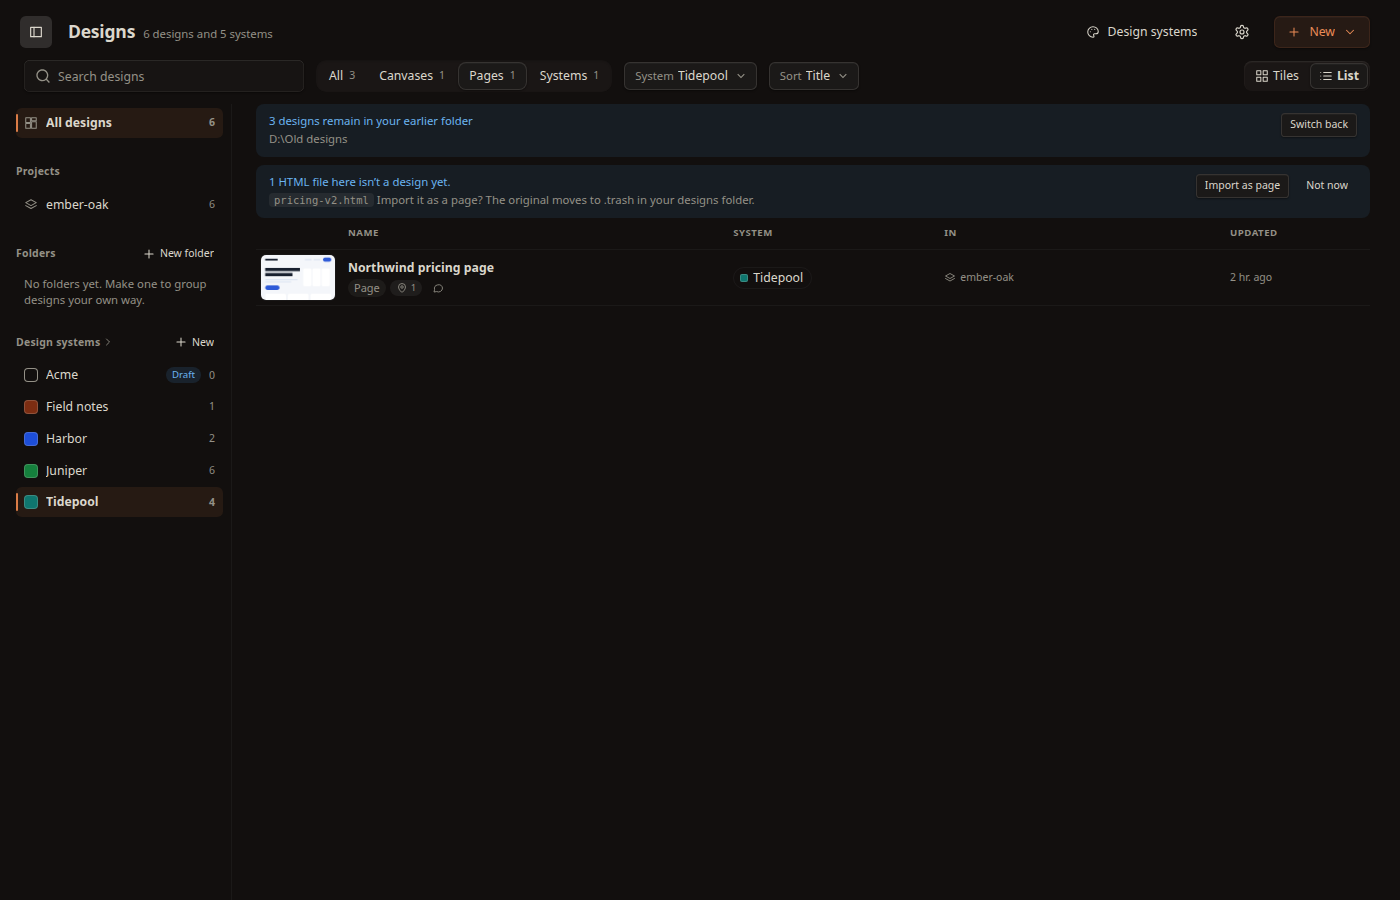 Designs 6 designs and 5 systems
Design systems
New
Search designs
All 3 Canvases 1 Pages 1 Systems 1
System Tidepool
Sort Title
Tiles List
All designs 6
Projects
ember-oak 6
Folders New folder
No folders yet. Make one to group
designs your own way.
Design systems New
Acme Draft 0
Field notes 1
Harbor 2
Juniper 6
Tidepool 4
3 designs remain in your earlier folder
D:\Old designs
Switch back
1 HTML file here isn't a design yet.
pricing-v2.html Import it as a page? The original moves to .trash in your designs folder.
Import as page Not now
NAME SYSTEM IN UPDATED
Northwind pricing page
Page 1
Tidepool
ember-oak
2 hr. ago